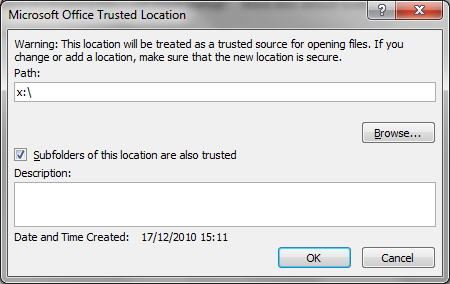 Microsoft Office Trusted Location
Warning: This location will be treated as a trusted source for opening files. If you
change or add a location, make sure that the new location is secure.
Path:
x:\
Browse...
Subfolders of this location are also trusted
Description:
Date and Time Created: 17/12/2010 15:11
OK Cancel